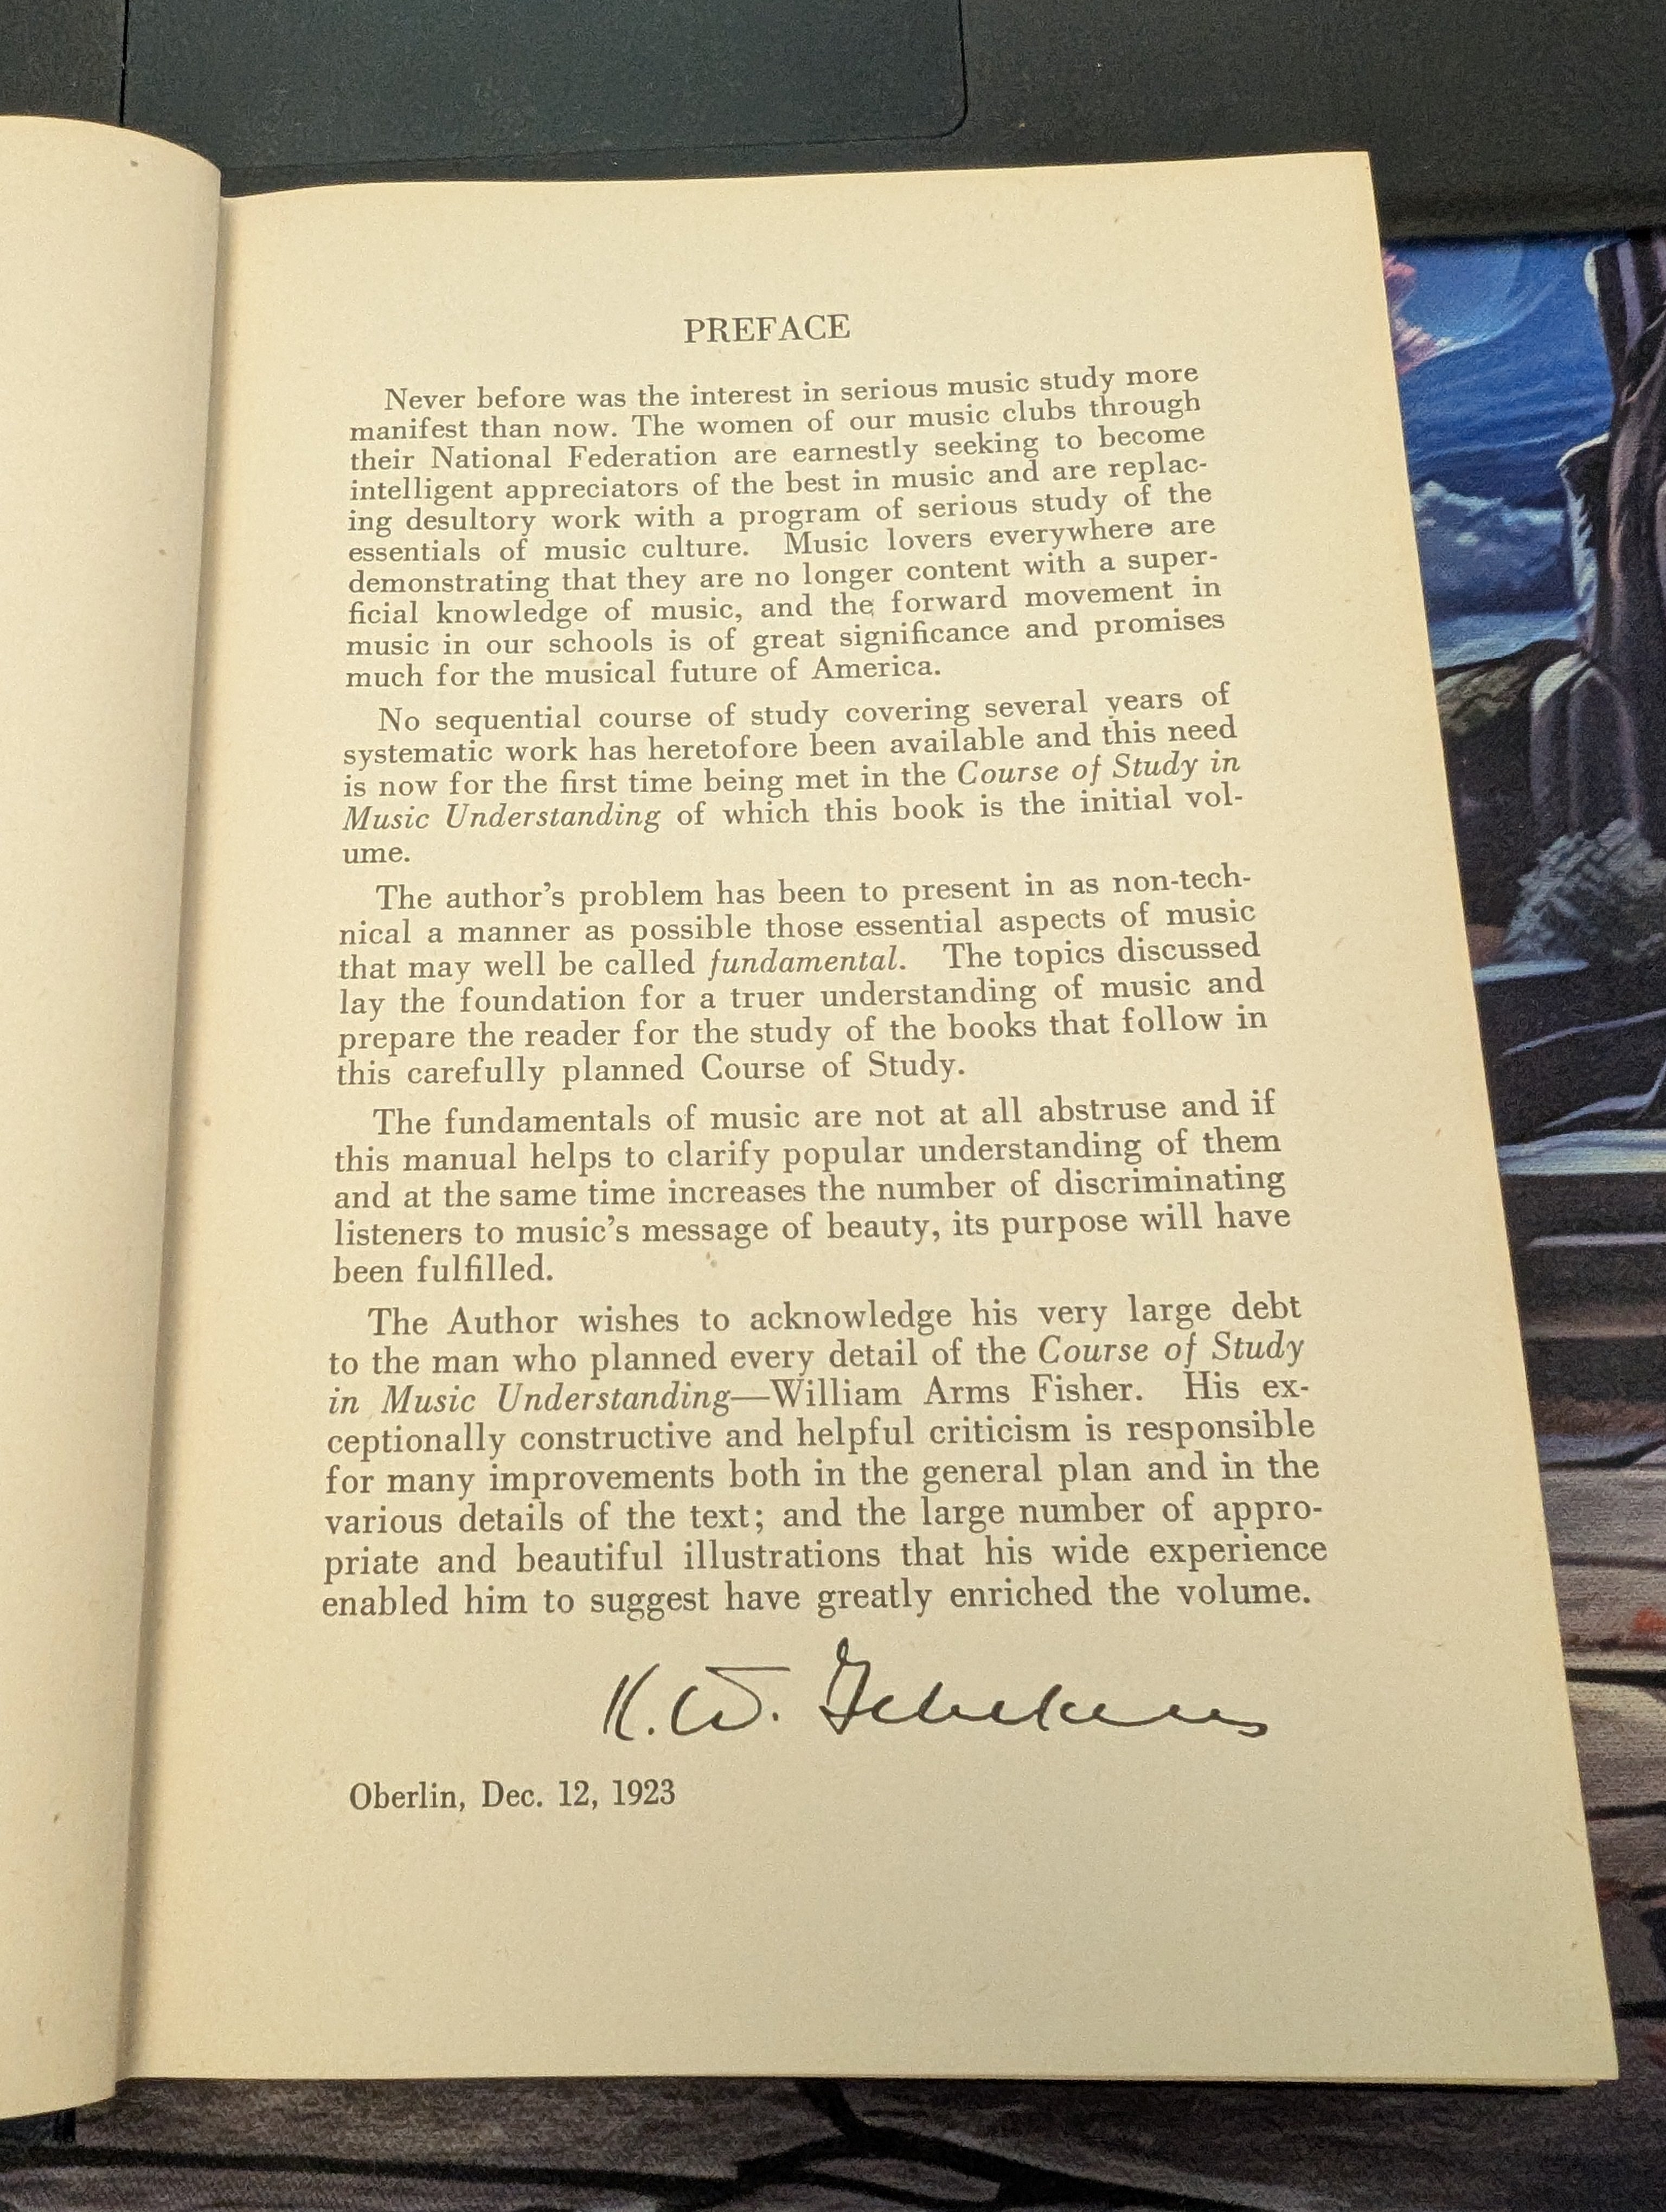 PREFACE
Never before was the interest in serious music study more
manifest than now. The women of our music clubs through
their National Federation are earnestly seeking to become
intelligent appreciators of the best in music and are replac-
ing desultory work with a program of serious study of the
essentials of music culture. Music lovers everywhere are
demonstrating that they are no longer content with a super-
ficial knowledge of music, and the forward movement in
music in our schools is of great significance and promises
much for the musical future of America.
No sequential course of study covering several years of
systematic work has heretofore been available and this need
is now for the first time being met in the Course of Study in
Music Understanding of which this book is the initial vol-
ume.
The author's problem has been to present in as non-tech-
nical a manner as possible those essential aspects of music
that may well be called fundamental. The topics discussed
lay the foundation for a truer understanding of music and
prepare the reader for the study of the books that follow in
this carefully planned Course of Study.
The fundamentals of music are not at all abstruse and if
this manual helps to clarify popular understanding of them
and at the same time increases the number of discriminating
listeners to music's message of beauty, its purpose will have
been fulfilled.
The Author wishes to acknowledge his very large debt
to the man who planned every detail of the Course of Study
in Music Understanding—William Arms Fisher. His ex-
ceptionally constructive and helpful criticism is responsible
for many improvements both in the general plan and in the
various details of the text; and the large number of appro-
priate and beautiful illustrations that his wide experience
enabled him to suggest have greatly enriched the volume.
K. W. Gehrkens
Oberlin, Dec. 12, 1923